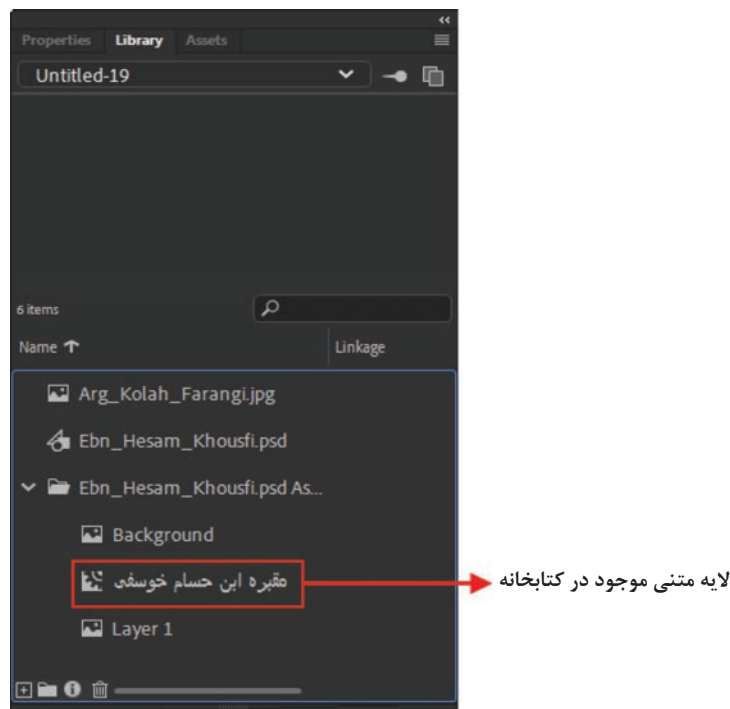 Properties Library Assets
Untitled-19
6 items
Name Linkage
Arg_Kolah_Farangi.jpg
Ebn_Hesam_Khousfi.psd
Ebn_Hesam_Khousfi.psd As...
Background
مقبره ابن حسام خوسفی
لایه متنی موجود در کتابخانه
Layer 1